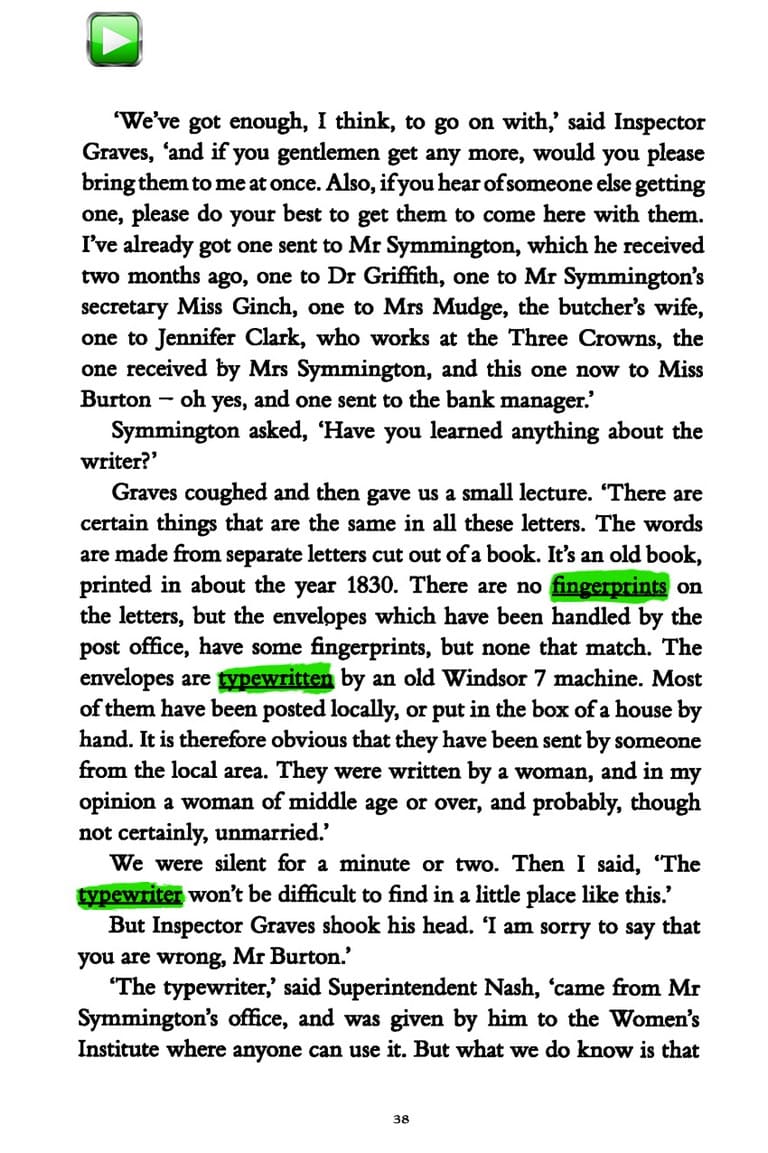 ‘We’ve got enough, I think, to go on with,’ said Inspector
Graves, ‘and if you gentlemen get any more, would you please
bring them to me at once. Also, if you hear of someone else getting
one, please do your best to get them to come here with them.
I’ve already got one sent to Mr Symmington, which he received
two months ago, one to Dr Griffith, one to Mr Symmington’s
secretary Miss Ginch, one to Mrs Mudge, the butcher’s wife,
one to Jennifer Clark, who works at the Three Crowns, the
one received by Mrs Symmington, and this one now to Miss
Burton – oh yes, and one sent to the bank manager.’
Symmington asked, ‘Have you learned anything about the
writer?’
Graves coughed and then gave us a small lecture. ‘There are
certain things that are the same in all these letters. The words
are made from separate letters cut out of a book. It’s an old book,
printed in about the year 1830. There are no fingerprints on
the letters, but the envelopes which have been handled by the
post office, have some fingerprints, but none that match. The
envelopes are typewritten by an old Windsor 7 machine. Most
of them have been posted locally, or put in the box of a house by
hand. It is therefore obvious that they have been sent by someone
from the local area. They were written by a woman, and in my
opinion a woman of middle age or over, and probably, though
not certainly, unmarried.’
We were silent for a minute or two. Then I said, ‘The
typewriter won’t be difficult to find in a little place like this.’
But Inspector Graves shook his head. ‘I am sorry to say that
you are wrong, Mr Burton.’
‘The typewriter,’ said Superintendent Nash, ‘came from Mr
Symmington’s office, and was given by him to the Women’s
Institute where anyone can use it. But what we do know is that
38